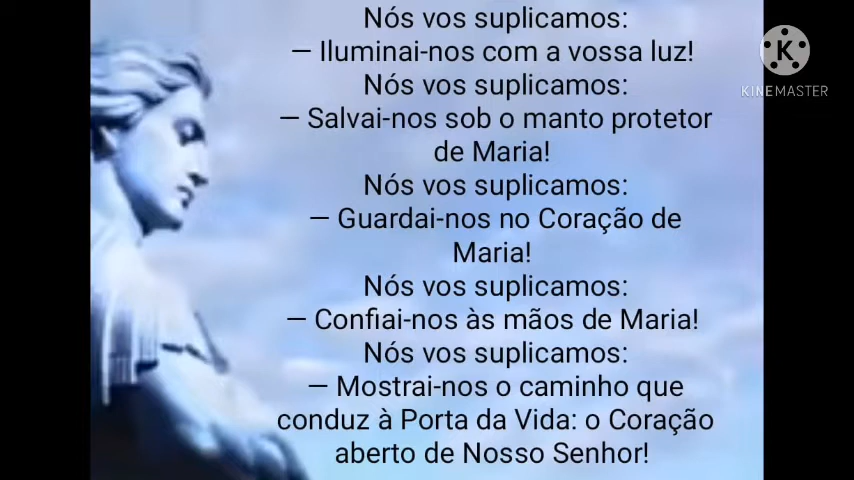 Nós vos suplicamos:
— Iluminai-nos com a vossa luz!
Nós vos suplicamos:
— Salvai-nos sob o manto protetor
de Maria!
Nós vos suplicamos:
— Guardai-nos no Coração de
Maria!
Nós vos suplicamos:
— Confiai-nos às mãos de Maria!
Nós vos suplicamos:
— Mostrai-nos o caminho que
conduz à Porta da Vida: o Coração
aberto de Nosso Senhor!
K
KINEMASTER